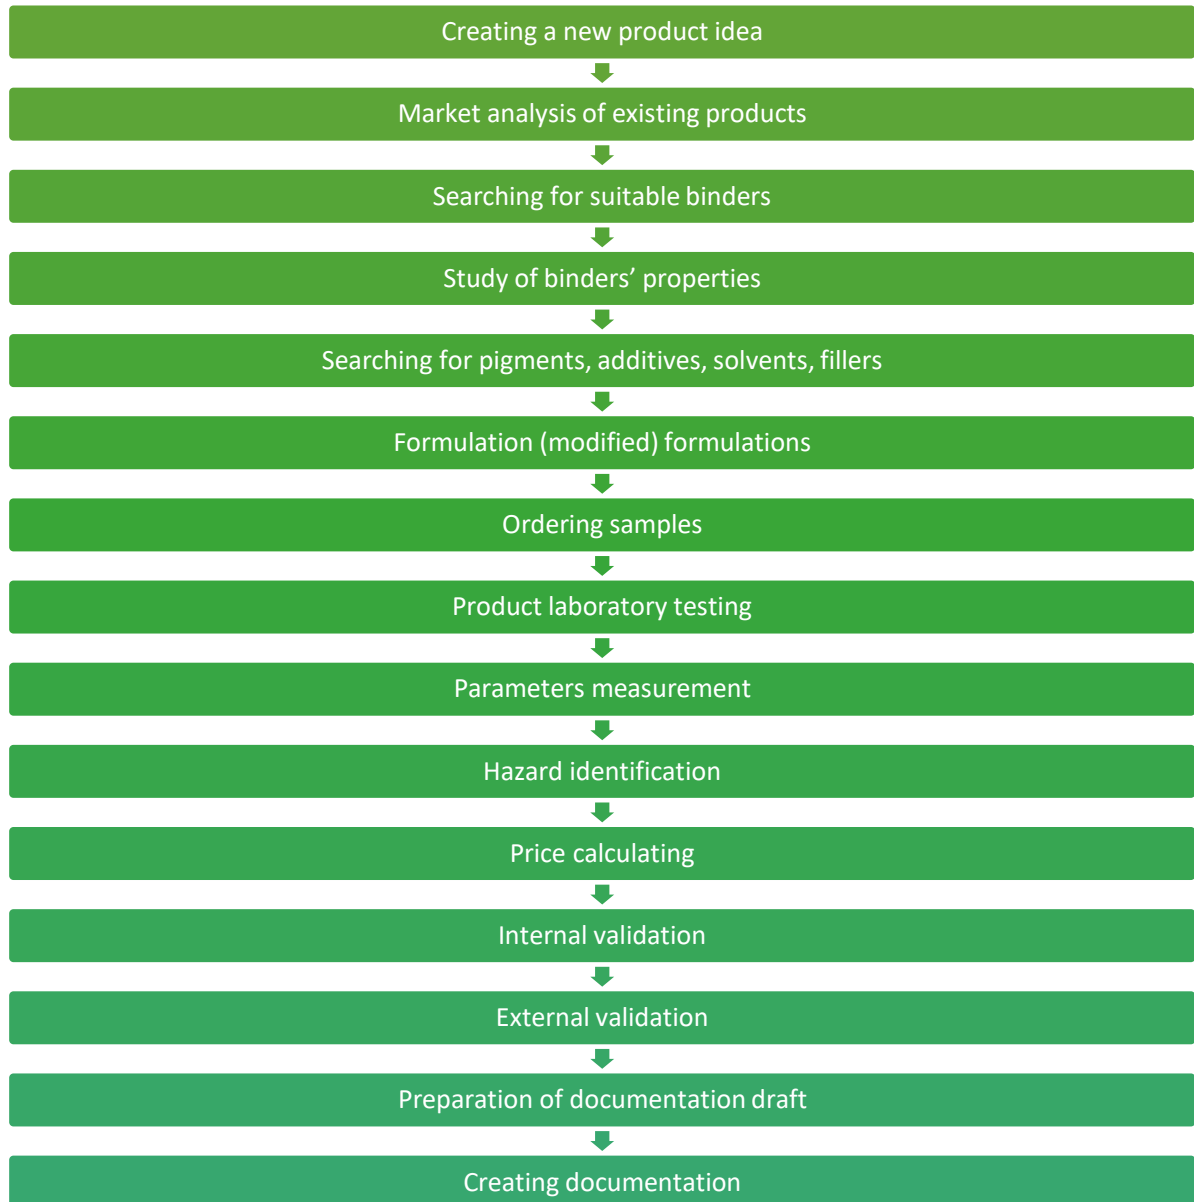 Creating a new product idea
Market analysis of existing products
Searching for suitable binders
Study of binders’ properties
Searching for pigments, additives, solvents, fillers
Formulation (modified) formulations
Ordering samples
Product laboratory testing
Parameters measurement
Hazard identification
Price calculating
Internal validation
External validation
Preparation of documentation draft
Creating documentation